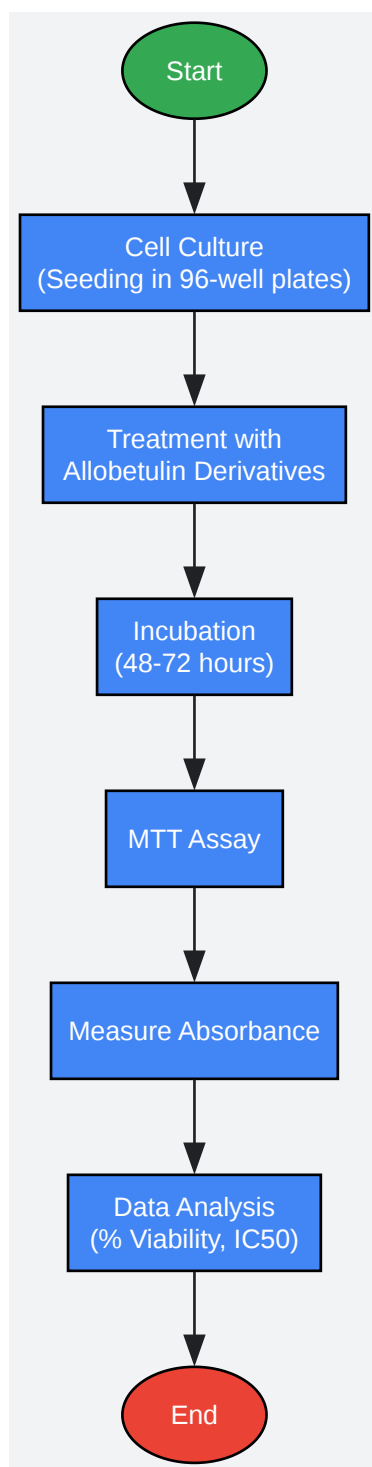 Start
Cell Culture
(Seeding in 96-well plates)
Treatment with
Allobetulin Derivatives
Incubation
(48-72 hours)
MTT Assay
Measure Absorbance
Data Analysis
(% Viability, IC50)
End